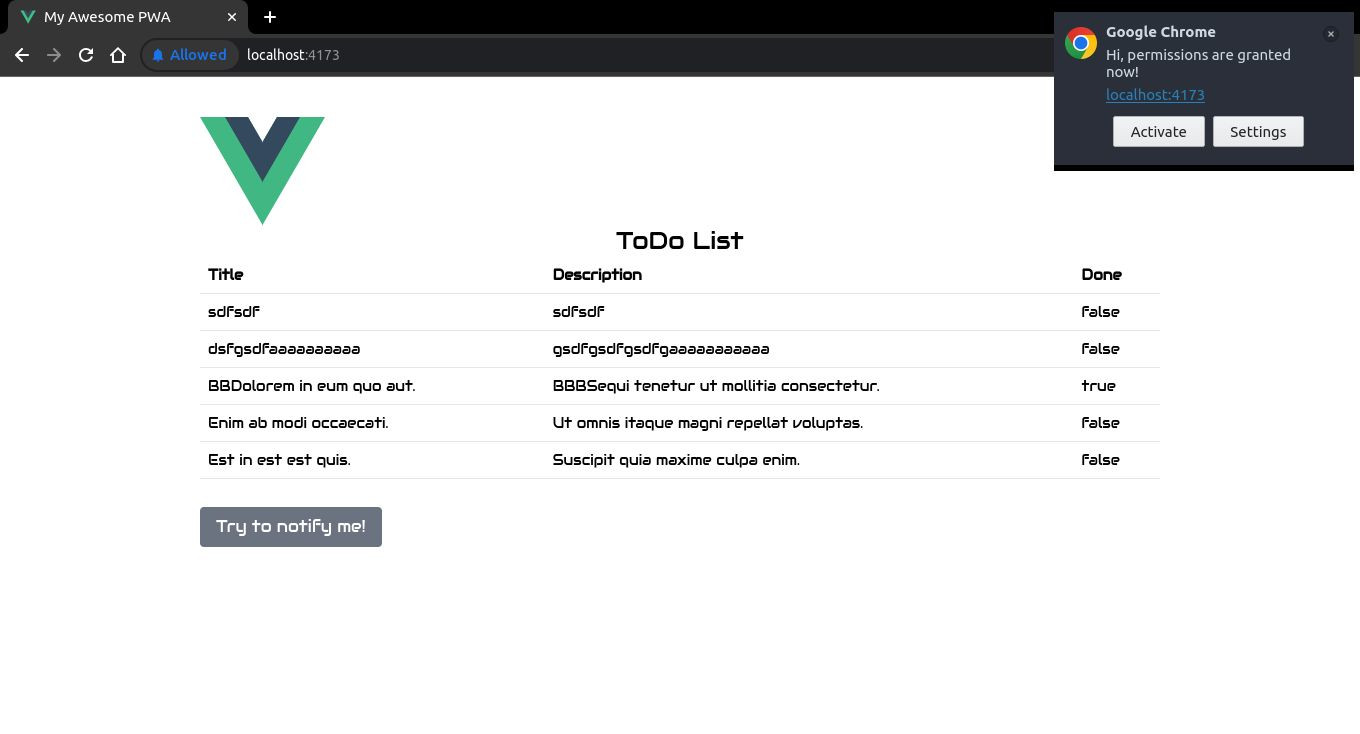 My Awesome PWA
Allowed localhost:4173
Google Chrome
Hi, permissions are granted
now!
localhost:4173
Activate Settings
ToDo List
Title Description Done
sdfsdf sdfsdf false
dsfgsdfaaaaaaaaaa gsdfgsdfgsdfgaaaaaaaaaaa false
BBDolorem in eum quo aut. BBBSequi tenetur ut mollitia consectetur. true
Enim ab modi occaecati. Ut omnis itaque magni repellat voluptas. false
Est in est est quis. Suscipit quia maxime culpa enim. false
Try to notify me!